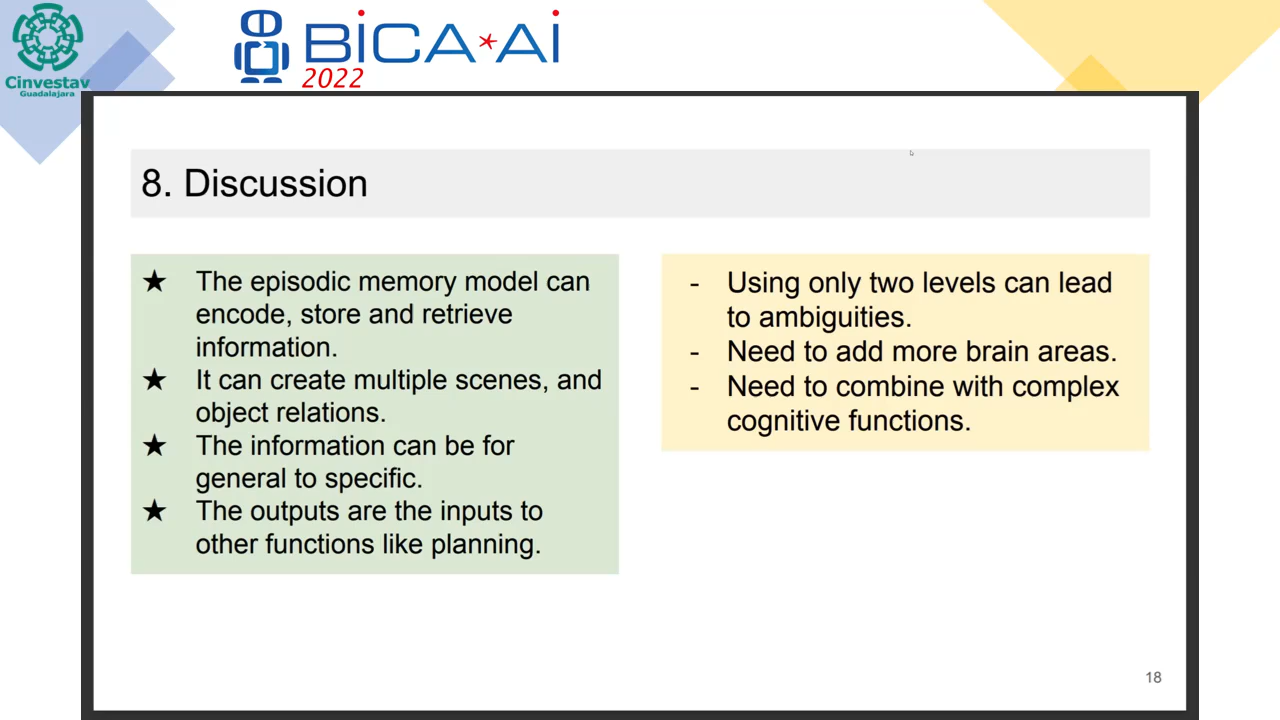 Cinvestav
Guadalajara
BiCA*Ai
2022
8. Discussion
★ The episodic memory model can
encode, store and retrieve
information.
★ It can create multiple scenes, and
object relations.
★ The information can be for
general to specific.
★ The outputs are the inputs to
other functions like planning.
- Using only two levels can lead
to ambiguities.
- Need to add more brain areas.
- Need to combine with complex
cognitive functions.
18